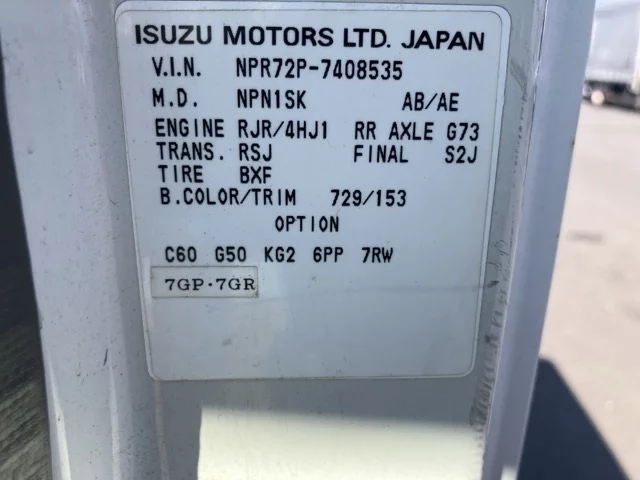 ISUZU MOTORS LTD. JAPAN
V.I.N. NPR72P-7408535
M.D. NPN1SK AB/AE
ENGINE RJR/4HJ1 RR AXLE G73
TRANS. RSJ FINAL S2J
TIRE BXF
B.COLOR/TRIM 729/153
OPTION
C60 G50 KG2 6PP 7RW
7GP·7GR